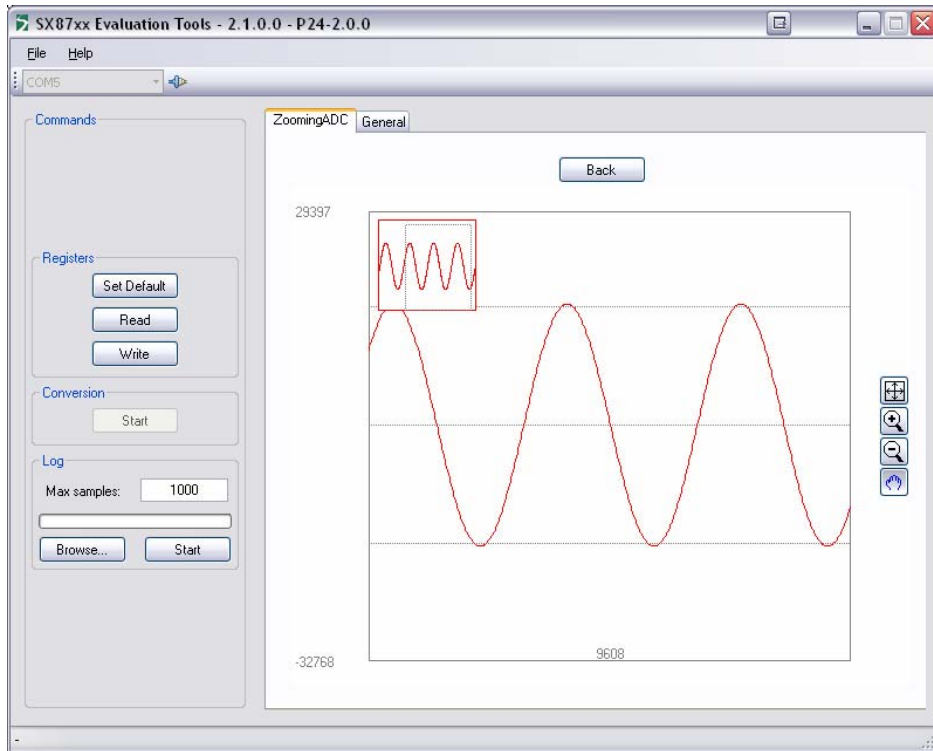 SX87xx Evaluation Tools - 2.1.0.0 - P24-2.0.0
File Help
COM5
Commands
Registers
Set Default
Read
Write
Conversion
Start
Log
Max samples: 1000
Browse... Start
ZoomingADC General
Back
29397
-32768
9608
-